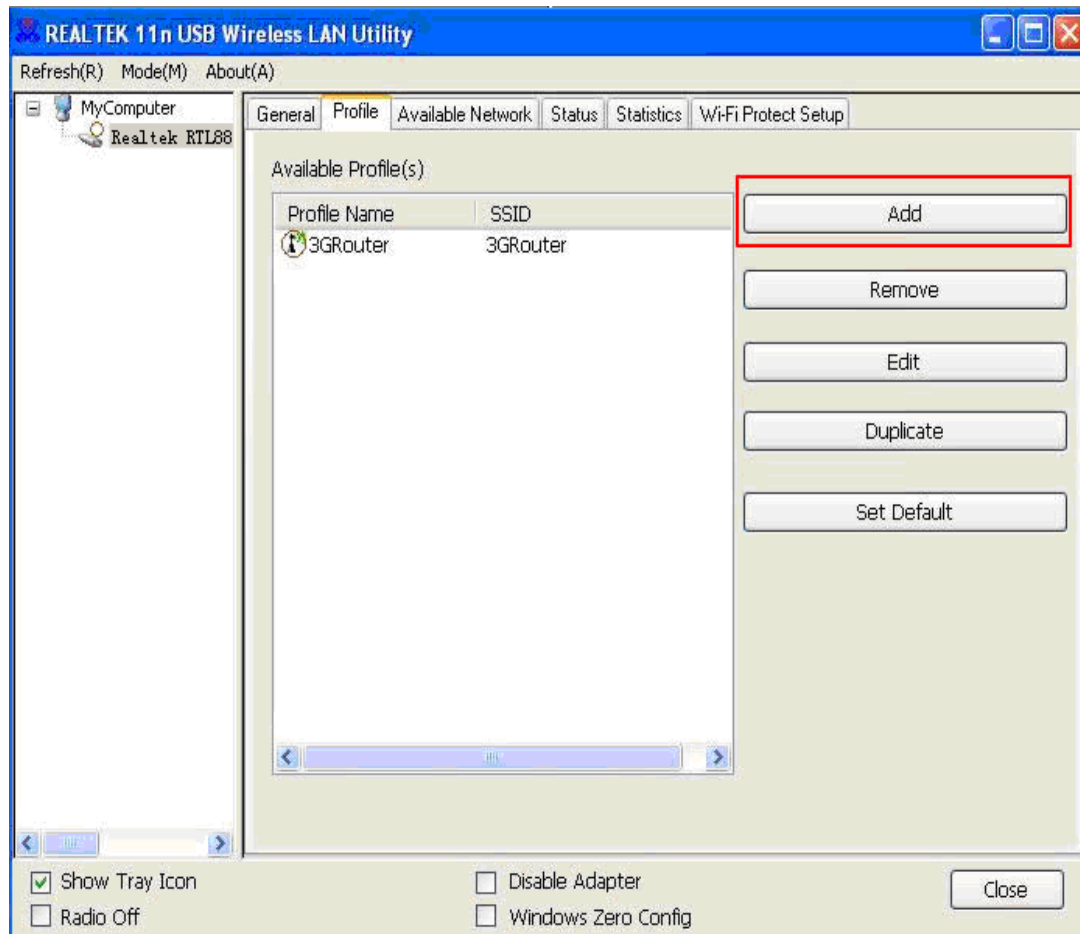 REALTEK 11n USB Wireless LAN Utility
Refresh(R) Mode(M) About(A)
MyComputer
Realtek RTL88
General Profile Available Network Status Statistics Wi-Fi Protect Setup
Available Profile(s)
Profile Name SSID
3GRouter 3GRouter
Add
Remove
Edit
Duplicate
Set Default
Show Tray Icon
Radio Off
Disable Adapter
Windows Zero Config
Close